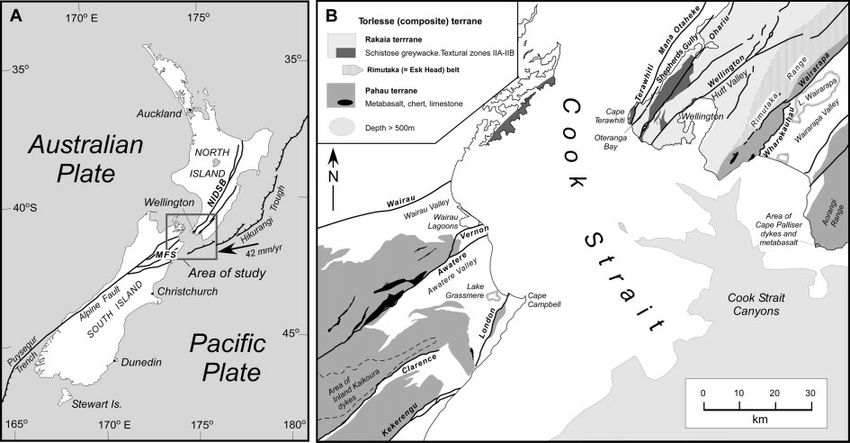 A
170°E
175°
35°
35°
Auckland
Australian
Plate
NORTH
ISLAND
NIDSB
Wellington
40°S
Hikurangi
Trough
42 mm/yr
MFS
Area of study
Alpine Fault
SOUTH ISLAND
Christchurch
Pacific
Plate
45°
Puysegur
Trench
Dunedin
Stewart Is.
165°
170°
175°
180°
B
Torlesse (composite) terrane
Rakaia terrrane
Schistose greywacke.Textural zones IIA-IIB
Rimutaka (= Esk Head) belt
Pahau terrane
Metabasalt, chert, limestone
Depth > 500m
N
Cook
Strait
Terawhiti
Mana Otaheke
Shepherds Gully
Ohariu
Wellington
Hutt Valley
Rimutaka
Range
Wairarapa
Cape
Terawhiti
Oteranga
Bay
Wellington
Wharekauhau
L. Wairarapa
Wairarapa Valley
Area of
Cape Palliser
dykes and
metabasalt
Aorangi
Range
Wairau
Wairau Valley
Wairau
Lagoons
Vernon
Awatere
Awatere Valley
Lake
Grassmere
Cape
Campbell
London
Cook Strait
Canyons
Clarence
Area of
Inland Kaikoura
dykes
Kekerengu
0 10 20 30
km